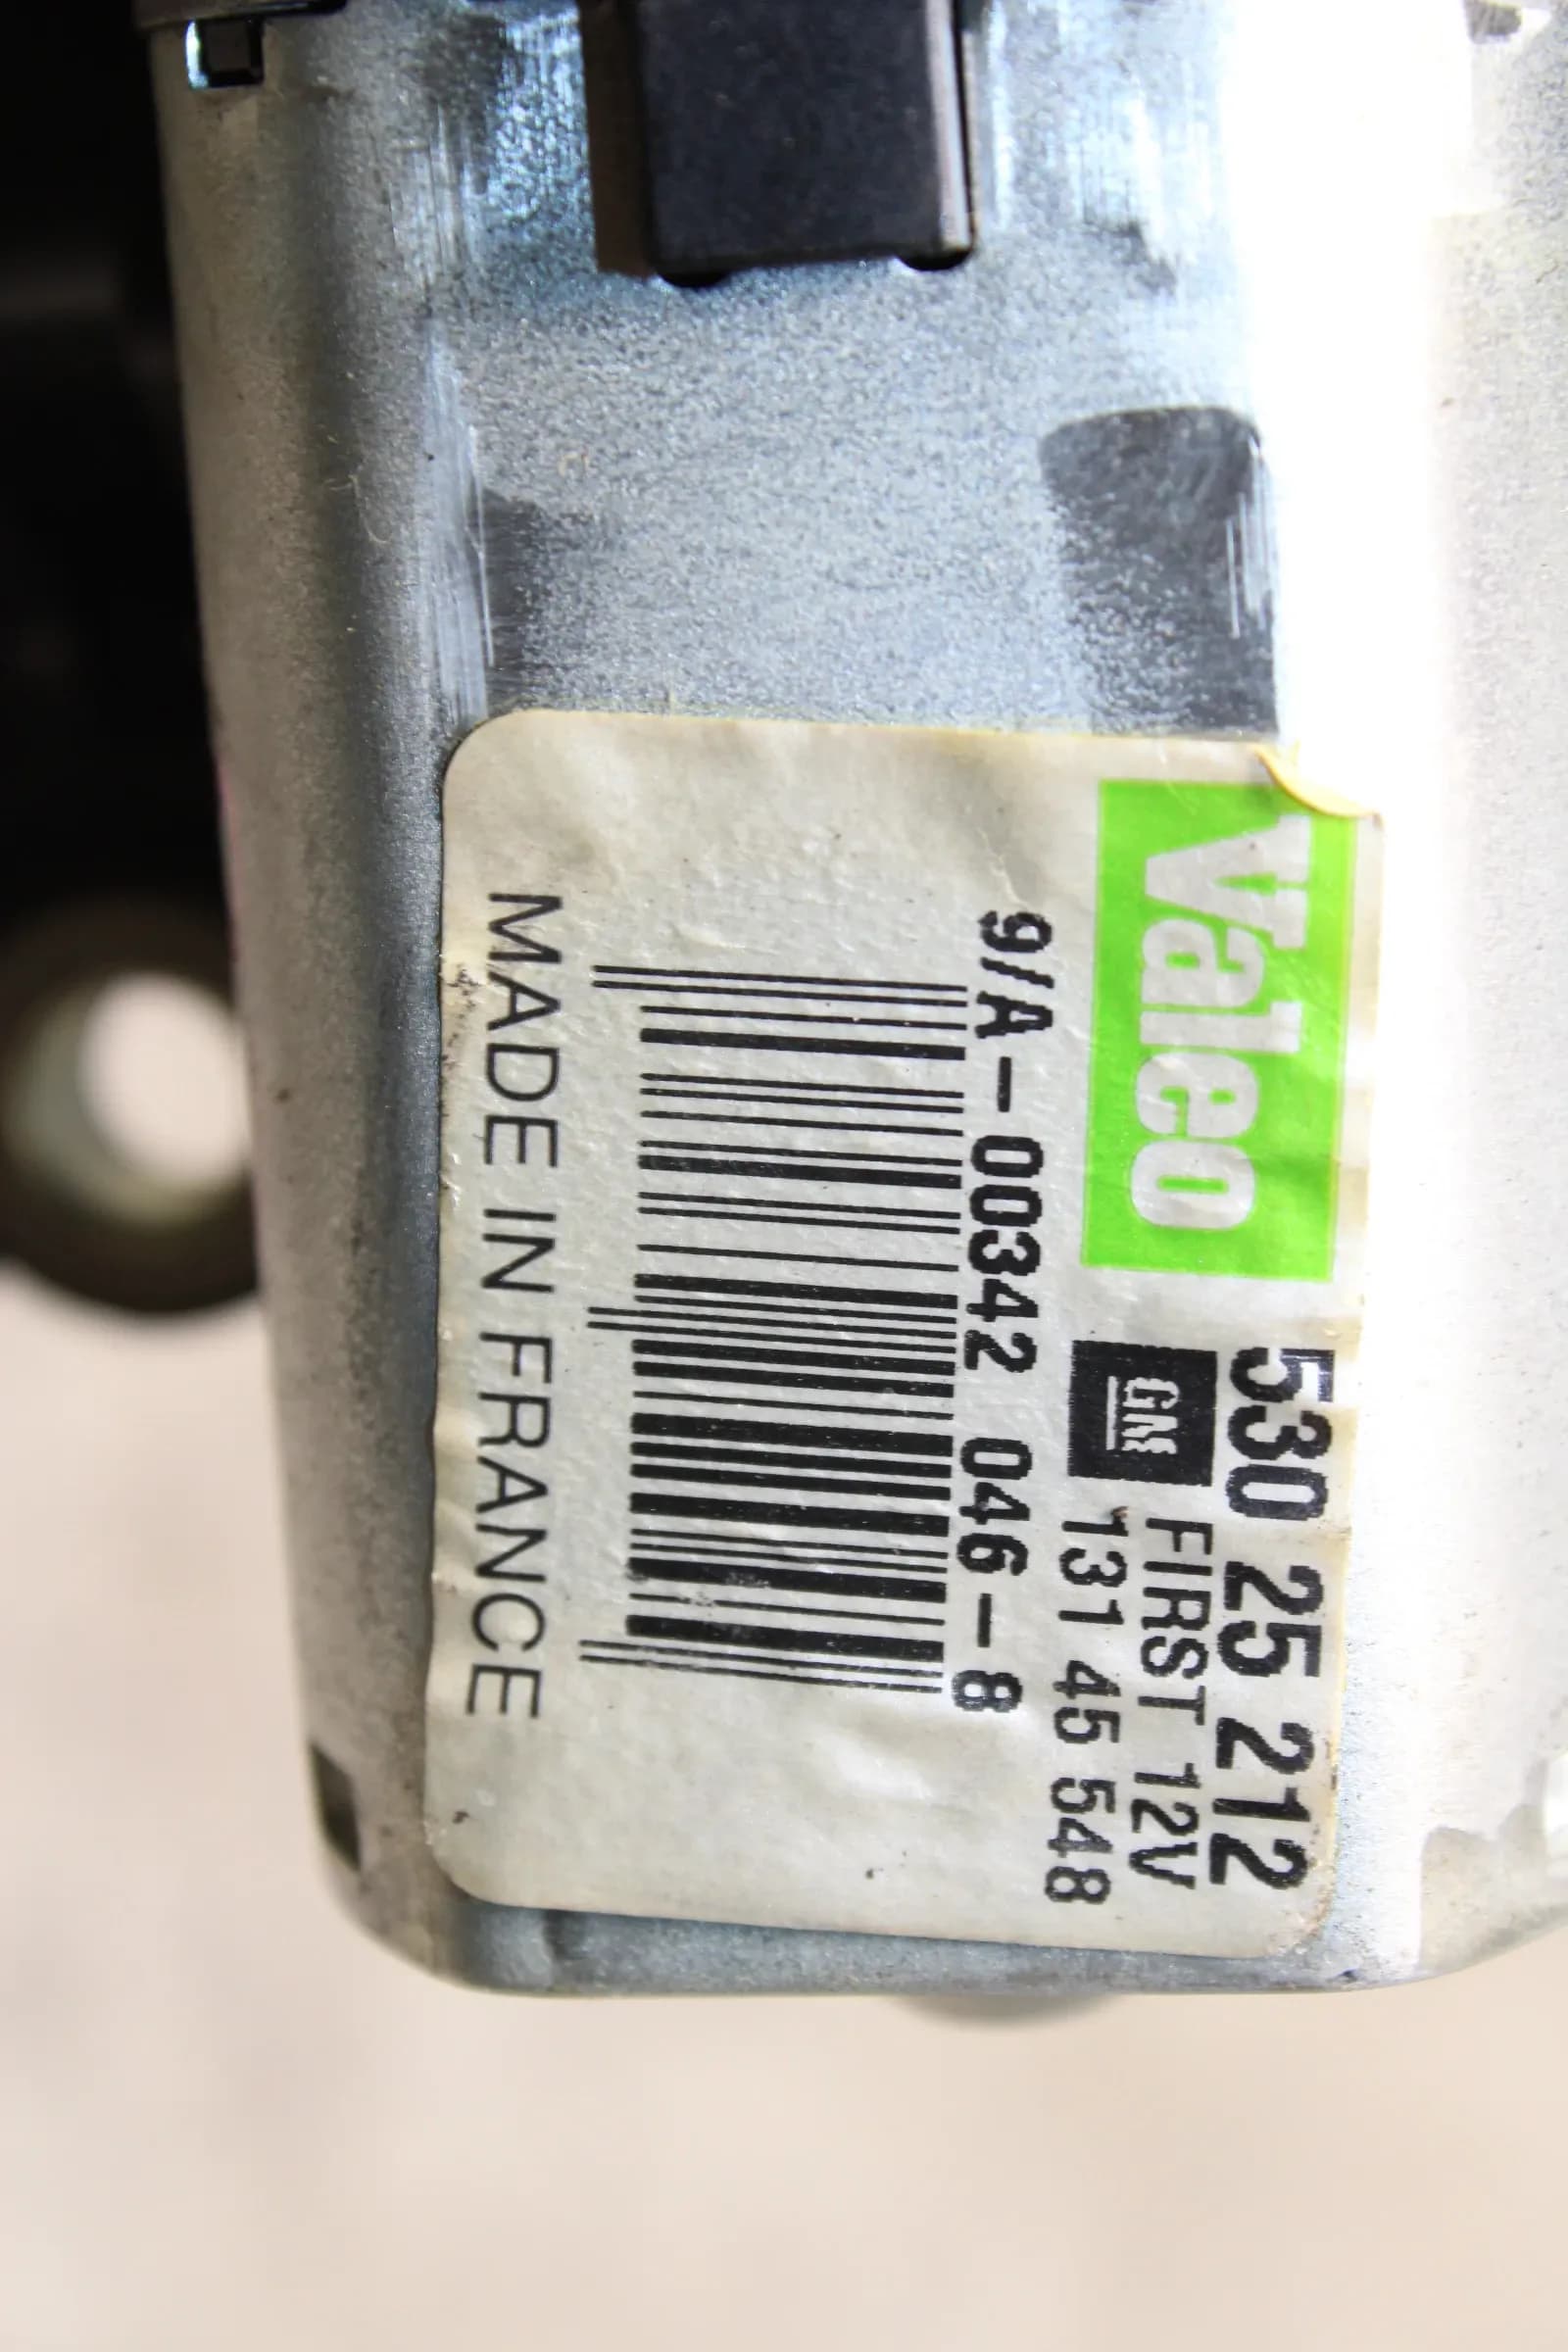 Valeo
530 25 212
GM
FIRST 12V
131 45 548
9/A-00342 046-8
MADE IN FRANCE